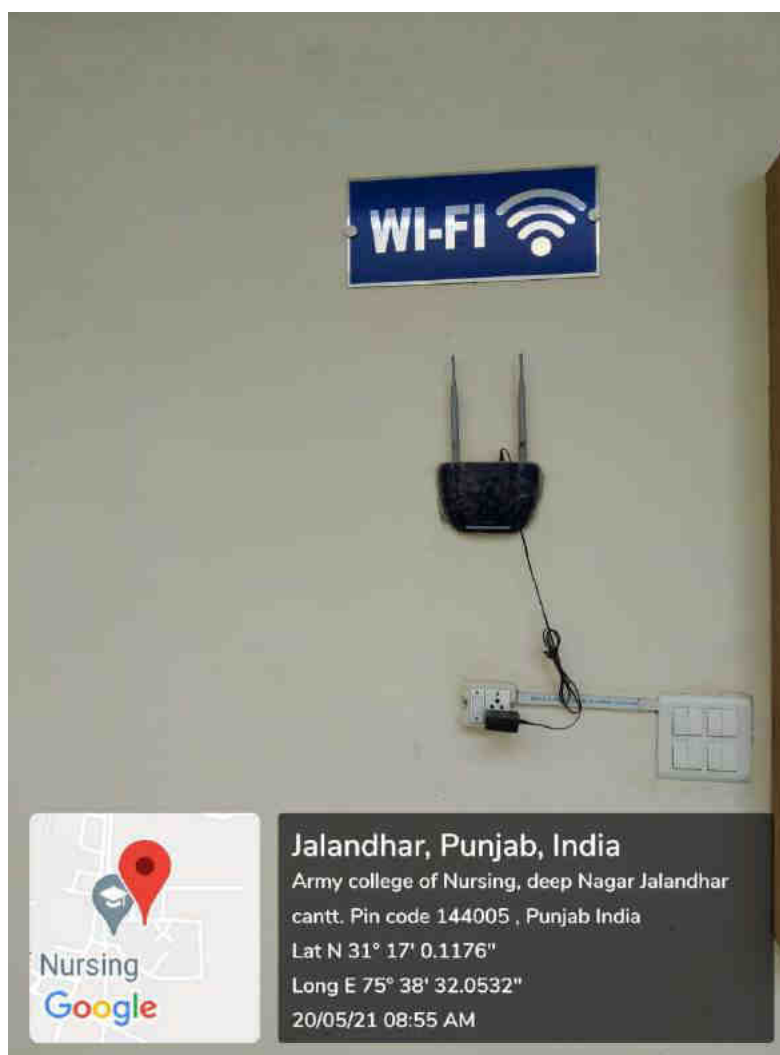 WI-FI
Jalandhar, Punjab, India
Army college of Nursing, deep Nagar Jalandhar
cantt. Pin code 144005 , Punjab India
Lat N 31° 17' 0.1176"
Long E 75° 38' 32.0532"
20/05/21 08:55 AM
Nursing
Google